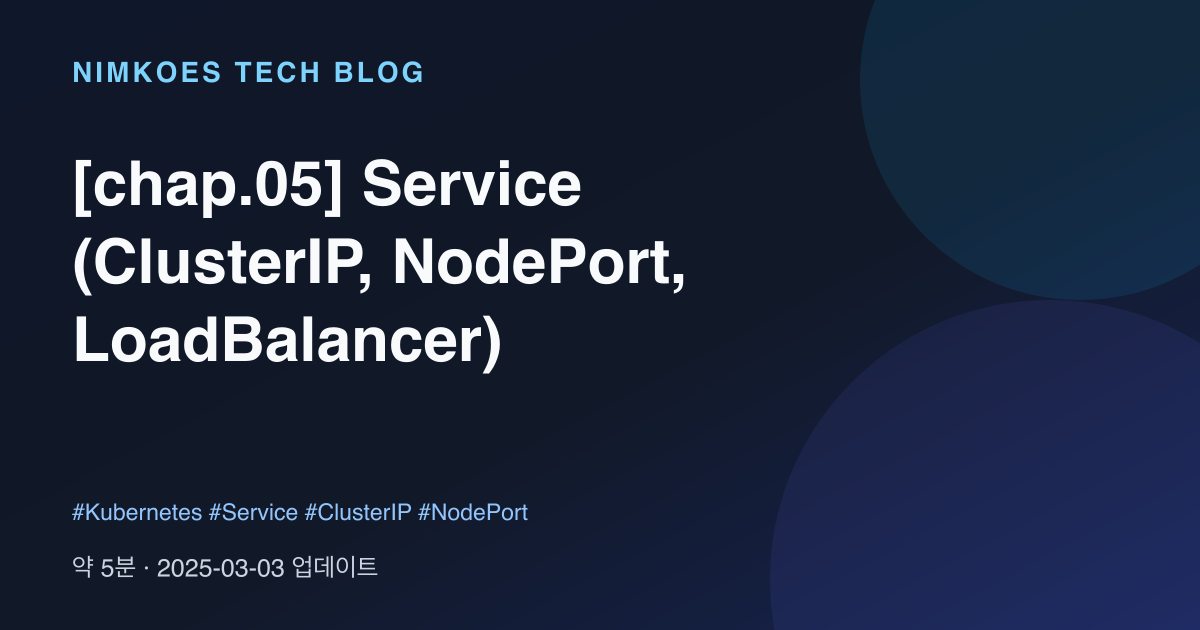 NIMKOES TECH BLOG
[chap.05] Service
(ClusterIP, NodePort,
LoadBalancer)
#Kubernetes #Service #ClusterIP #NodePort
약 5분 · 2025-03-03 업데이트